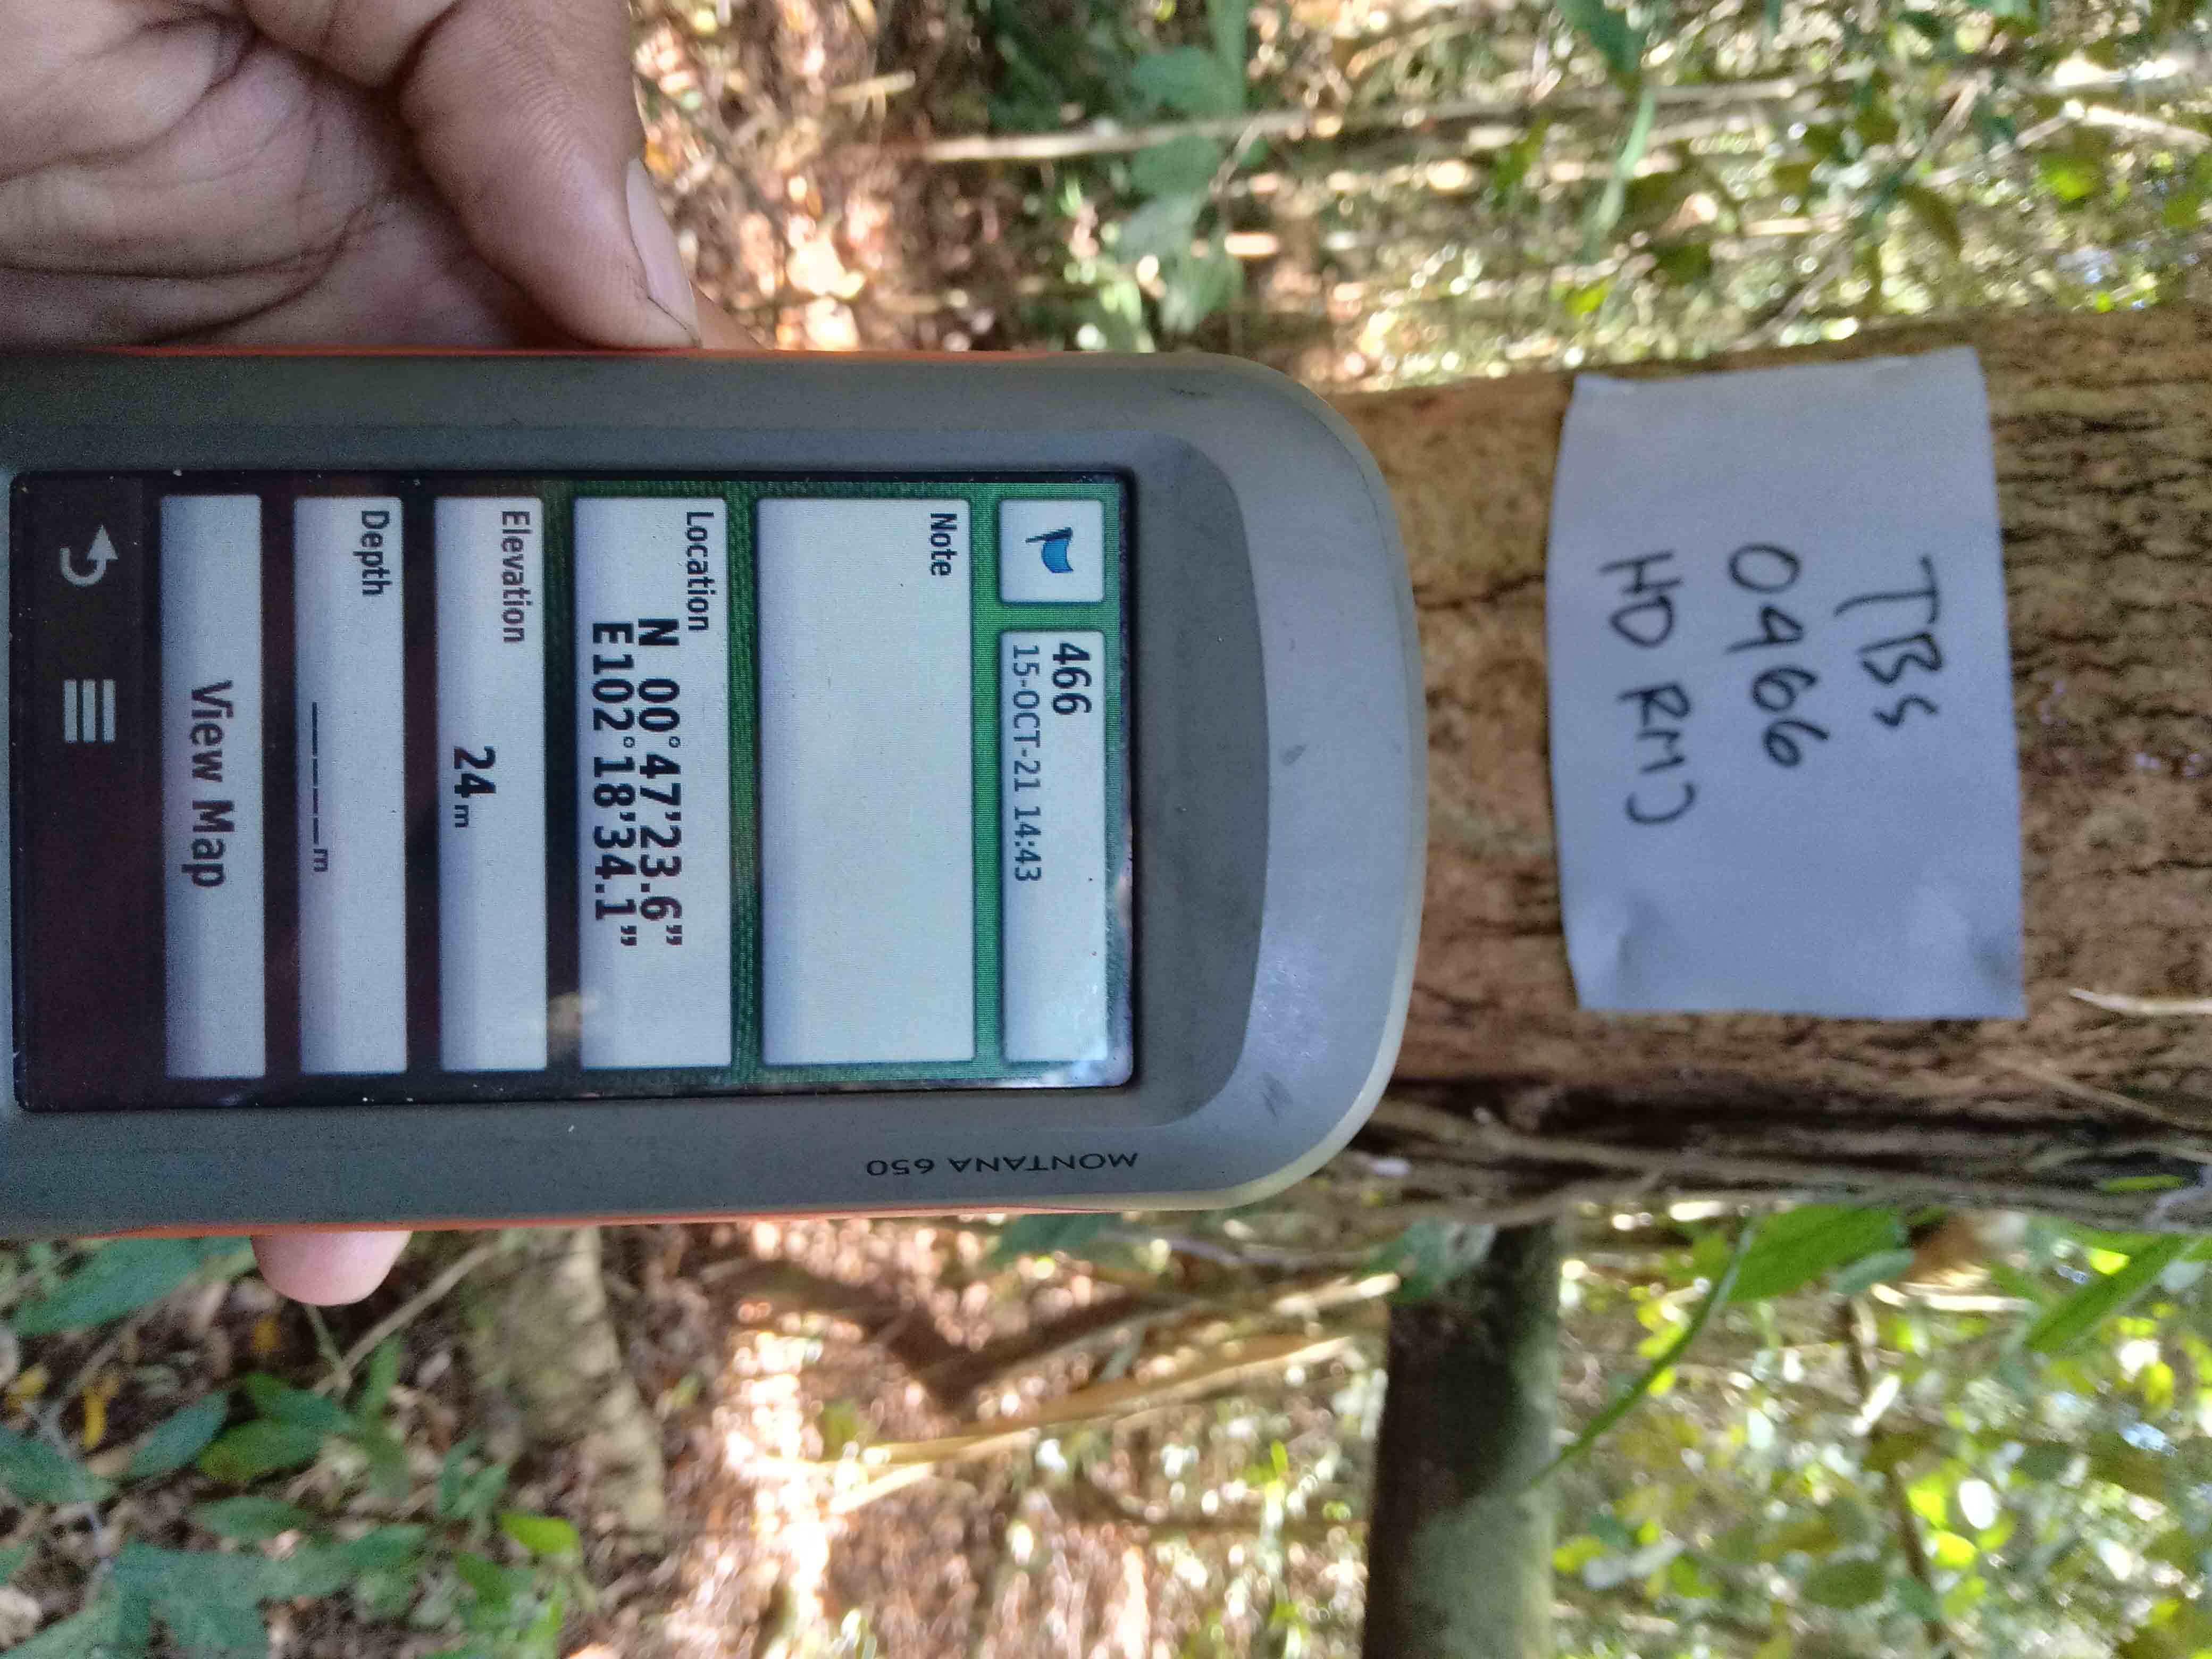 TBS
0466
HD RMJ
MONTANA 650
466
15-OCT-21 14:43
Note
Location
N 00°47'23.6"
E102°18'34.1"
Elevation
24m
Depth
_____m
View Map